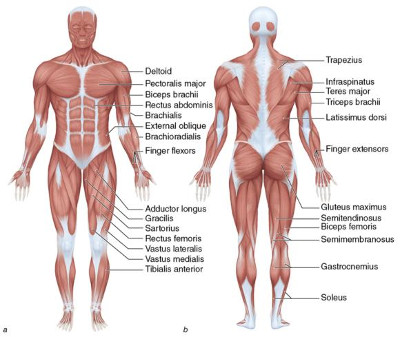 Deltoid
Pectoralis major
Biceps brachii
Rectus abdominis
Brachialis
External oblique
Brachioradialis
Finger flexors
Adductor longus
Gracilis
Sartorius
Rectus femoris
Vastus lateralis
Vastus medialis
Tibialis anterior
a
Trapezius
Infraspinatus
Teres major
Triceps brachii
Latissimus dorsi
Finger extensors
Gluteus maximus
Semitendinosus
Biceps femoris
Semimembranosus
Gastrocnemius
Soleus
b